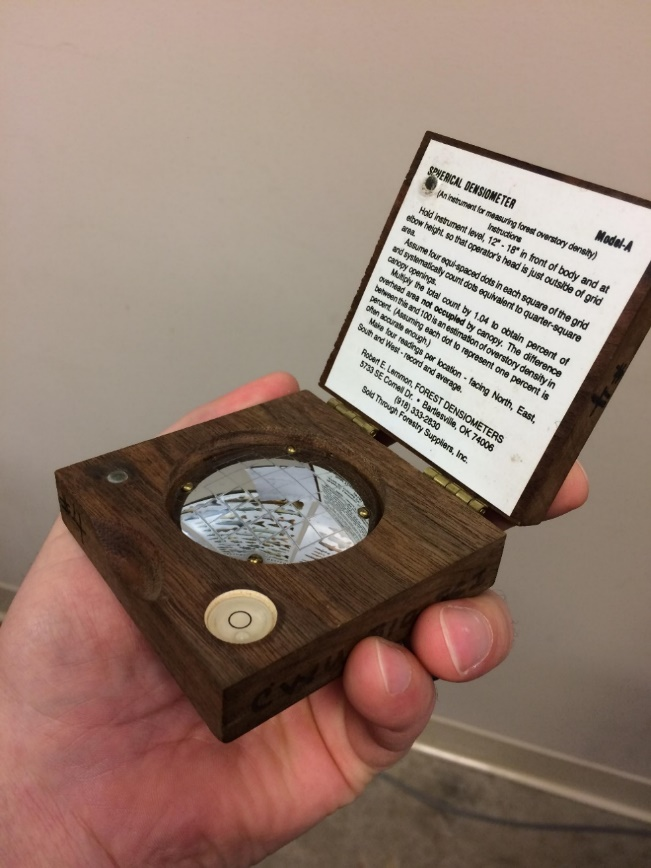 SPHERICAL DENSIOMETER
(An instrument for measuring forest overstory density)
Model-A
Instructions
Hold instrument level, 12" - 18" in front of body and at
elbow height, so that operator's head is just outside of grid
area.
Assume four equi-spaced dots in each square of the grid
and systematically count dots equivalent to quarter-square
canopy openings.
Multiply the total count by 1.04 to obtain percent of
overhead area not occupied by canopy. The difference
between this and 100 is an estimation of overstory density in
percent. (Assuming each dot to represent one percent is
often accurate enough.)
Make four readings per location - facing North, East,
South and West - record and average.
Robert E. Lemmon, FOREST DENSIOMETERS
5733 SE Cornell Dr. • Bartlesville, OK 74006
(918) 333-2830
Sold Through Forestry Suppliers, Inc.